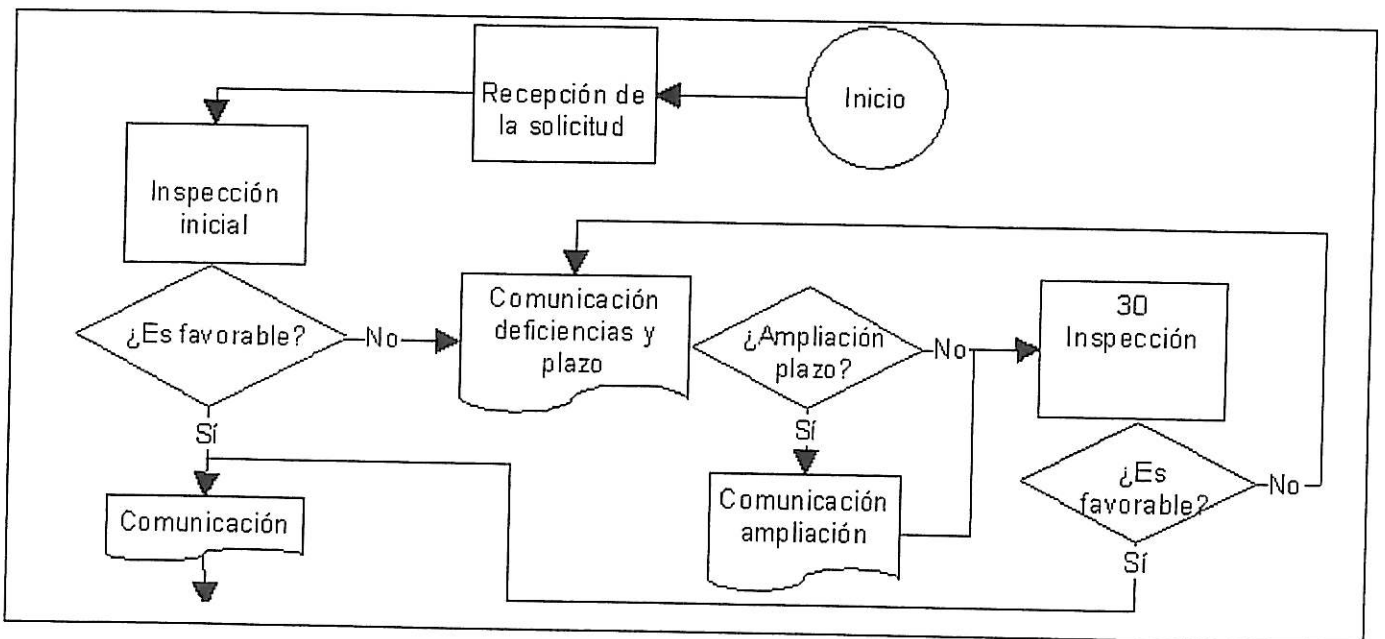 Inicio
Recepción de
la solicitud
Inspección
inicial
¿Es favorable?
No
Sí
Comunicación
deficiencias y
plazo
¿Ampliación
plazo?
No
Sí
Comunicación
ampliación
30
Inspección
¿Es
favorable?
No
Sí
Comunicación